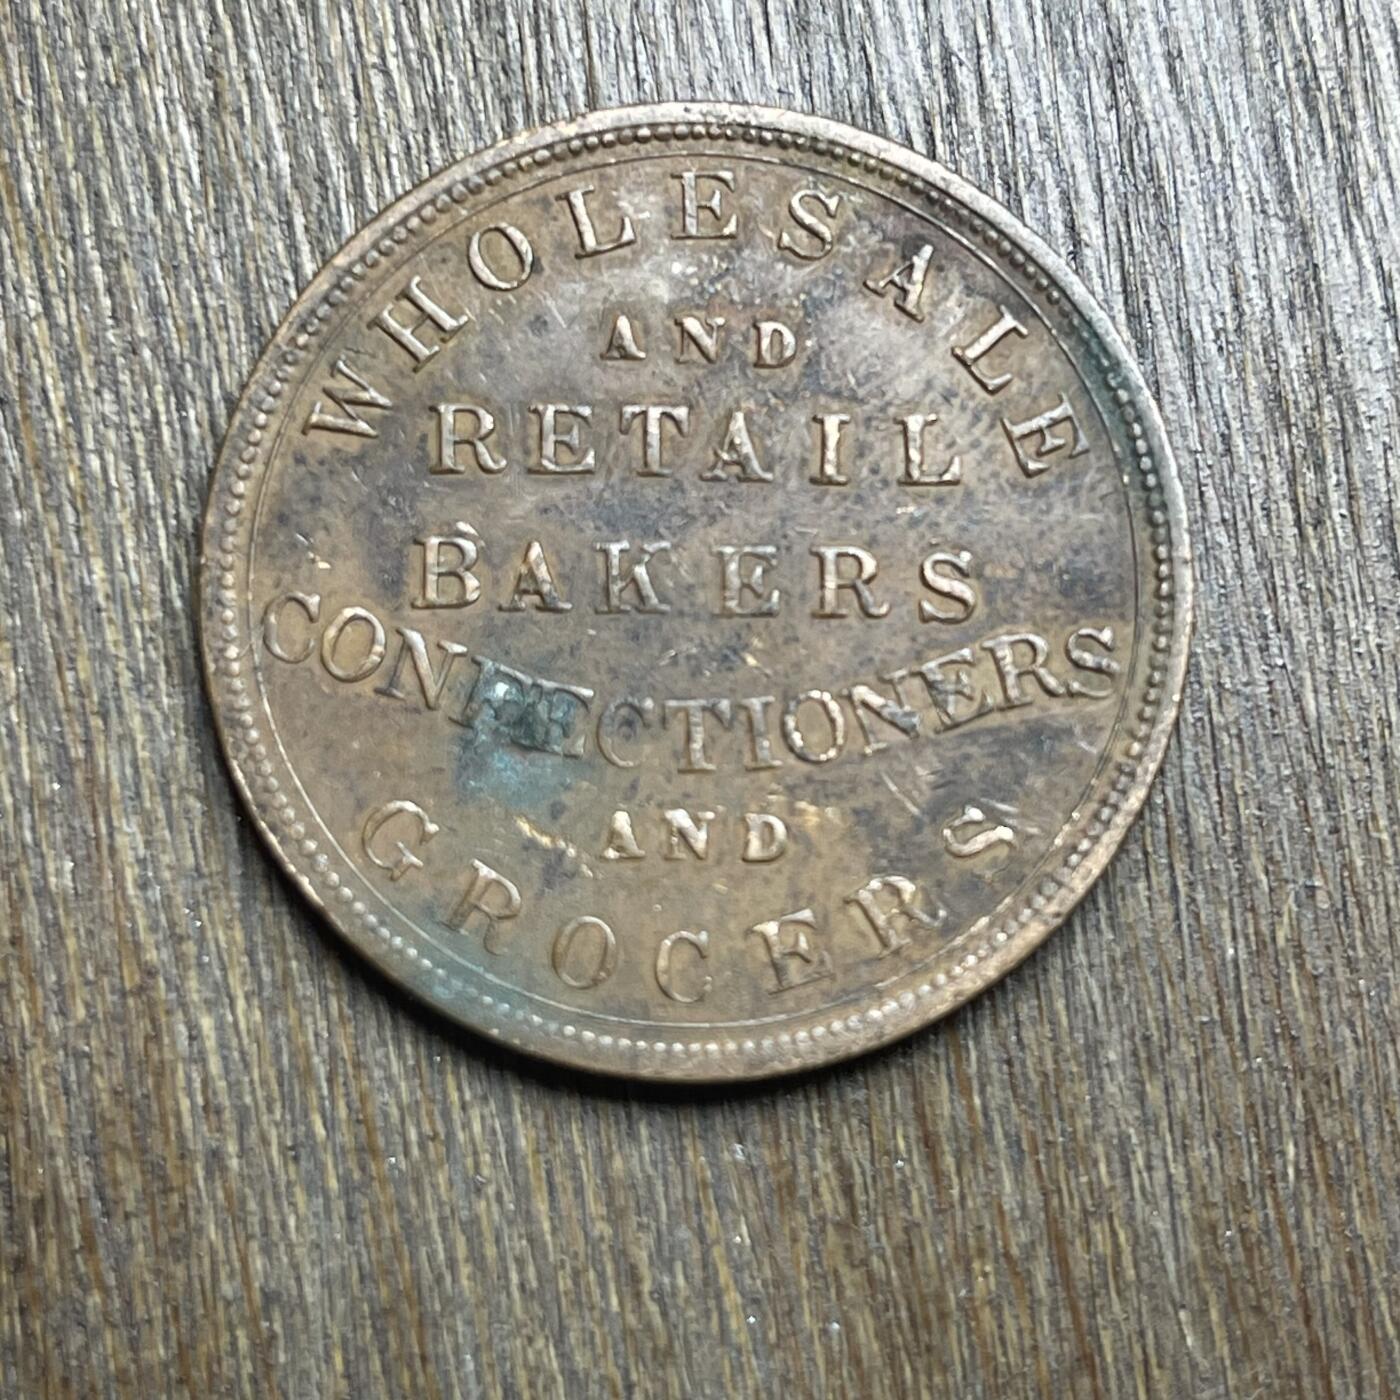 WHOLESALE
AND
RETAIL
BAKERS
CONFECTIONERS
AND
GROCERS